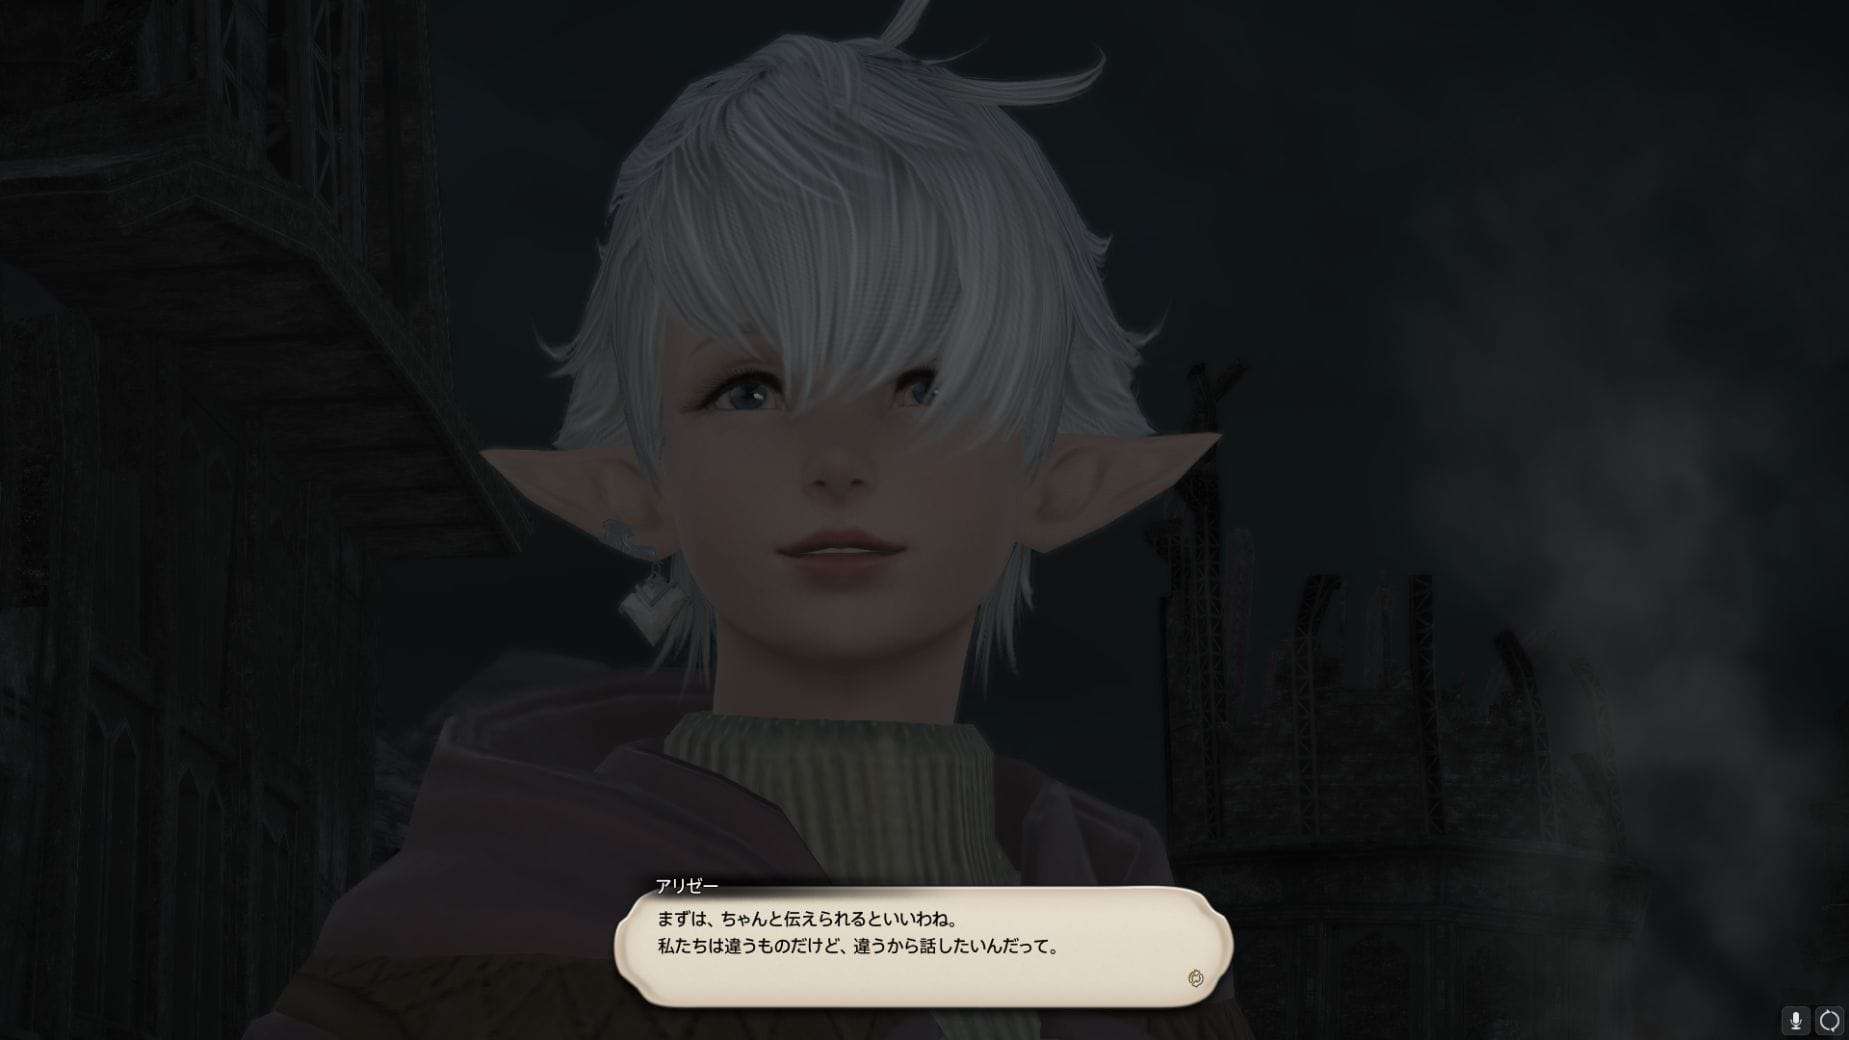 アリゼー
まずは、ちゃんと伝えられるといいわね。
私たちは違うものだけど、違うから話したいんだって。